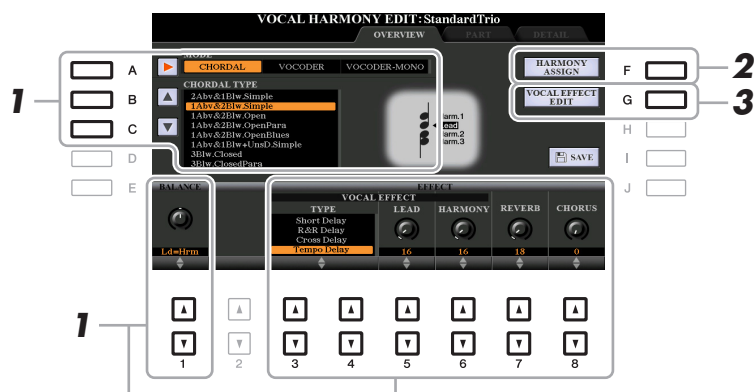 VOCAL HARMONY EDIT: StandardTrio
OVERVIEW PART DETAIL
MODE
CHORDAL VOCODER VOCODER-MONO
CHORDAL TYPE
2Abv&1Blw.Simple
1Abv&2Blw.Simple
1Abv&2Blw.Open
1Abv&2Blw.OpenPara
1Abv&2Blw.OpenBlues
1Abv&1Blw+UnsD.Simple
3Blw.Closed
3Blw.ClosedPara
Harm.1
Lead
Harm.2
Harm.3
HARMONY
ASSIGN
VOCAL EFFECT
EDIT
SAVE
A
B
C
D
E
F
G
H
I
J
1
2
3
BALANCE
EFFECT
VOCAL EFFECT
TYPE LEAD HARMONY REVERB CHORUS
Short Delay
R&R Delay
Cross Delay
Tempo Delay
Ld=Hrm 16 16 18 0
1
1 2 3 4 5 6 7 8